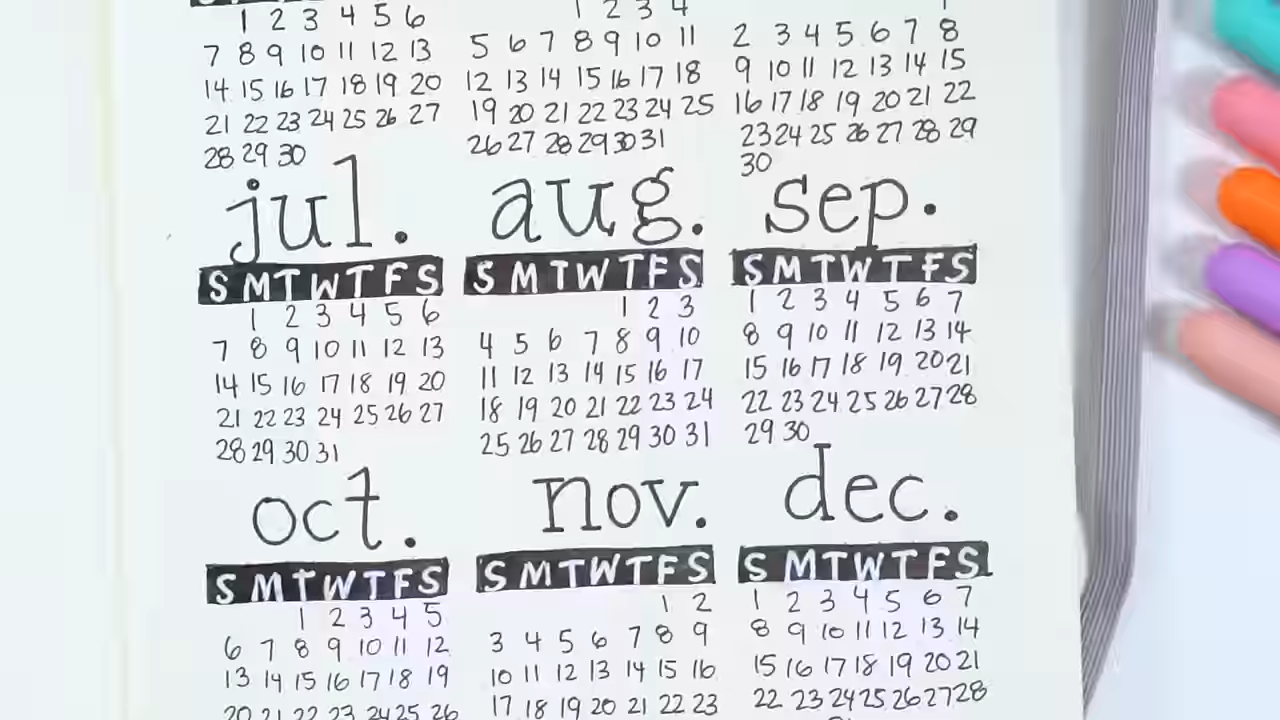 1 2 3 4 5 6
7 8 9 10 11 12 13
14 15 16 17 18 19 20
21 22 23 24 25 26 27
28 29 30
1 2 3 4
5 6 7 8 9 10 11
12 13 14 15 16 17 18
19 20 21 22 23 24 25
26 27 28 29 30 31
1
2 3 4 5 6 7 8
9 10 11 12 13 14 15
16 17 18 19 20 21 22
23 24 25 26 27 28 29
30
jul.
S M T W T F S
1 2 3 4 5 6
7 8 9 10 11 12 13
14 15 16 17 18 19 20
21 22 23 24 25 26 27
28 29 30 31
aug.
S M T W T F S
1 2 3
4 5 6 7 8 9 10
11 12 13 14 15 16 17
18 19 20 21 22 23 24
25 26 27 28 29 30 31
sep.
S M T W T F S
1 2 3 4 5 6 7
8 9 10 11 12 13 14
15 16 17 18 19 20 21
22 23 24 25 26 27 28
29 30
oct.
S M T W T F S
1 2 3 4 5
6 7 8 9 10 11 12
13 14 15 16 17 18 19
20 21 22 23 24 25 26
nov.
S M T W T F S
1 2
3 4 5 6 7 8 9
10 11 12 13 14 15 16
17 18 19 20 21 22 23
dec.
S M T W T F S
1 2 3 4 5 6 7
8 9 10 11 12 13 14
15 16 17 18 19 20 21
22 23 24 25 26 27 28